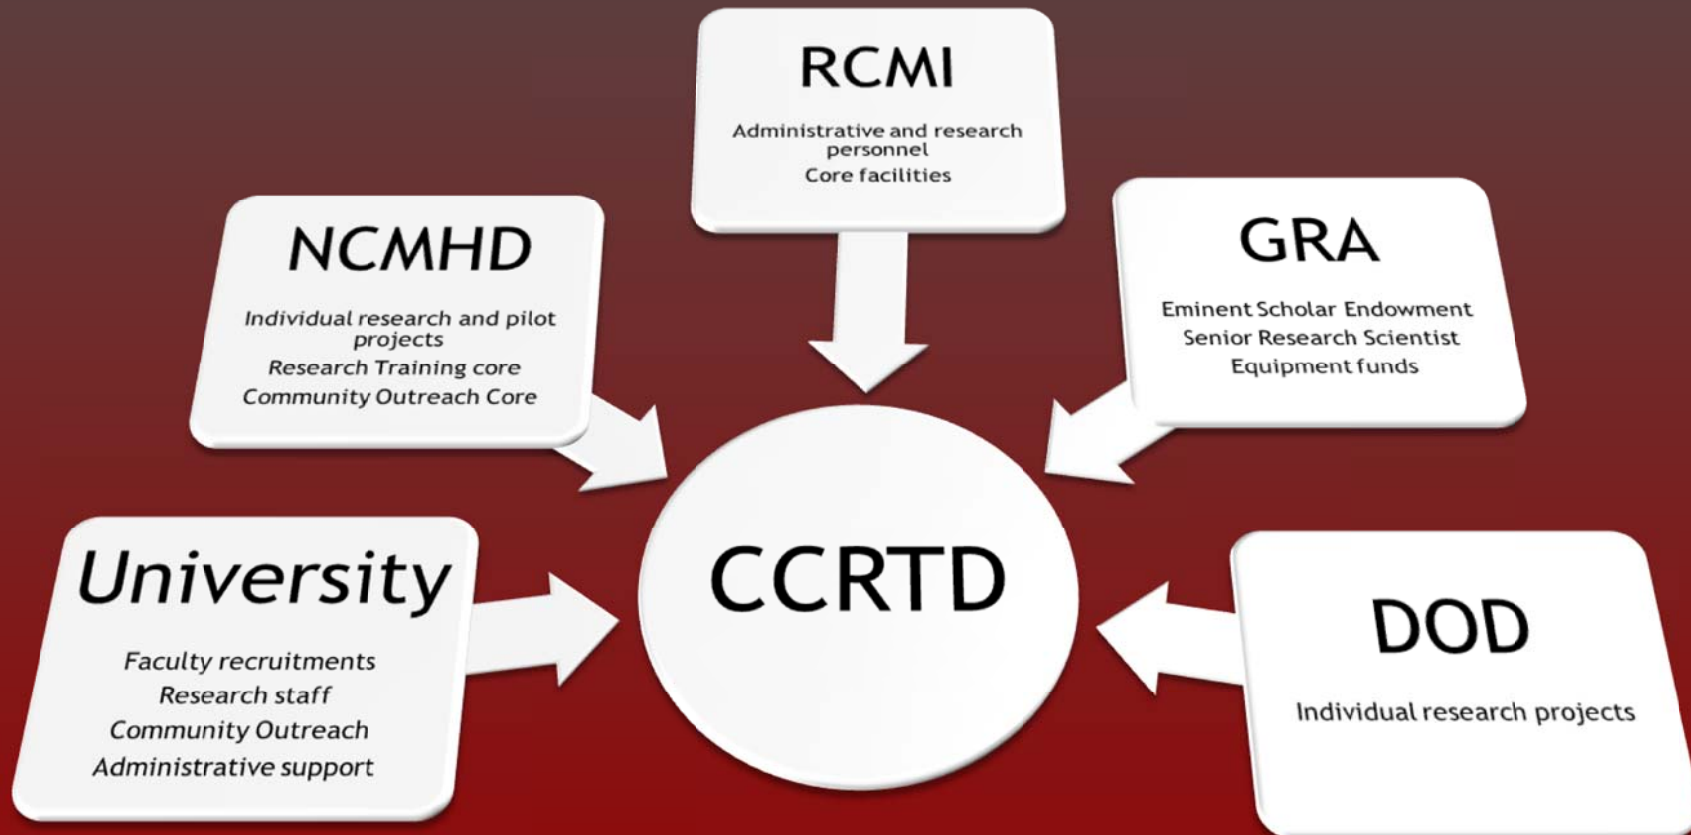 RCMI
Administrative and research
personnel
Core facilities
NCMHD
Individual research and pilot
projects
Research Training core
Community Outreach Core
GRA
Eminent Scholar Endowment
Senior Research Scientist
Equipment funds
University
Faculty recruitments
Research staff
Community Outreach
Administrative support
CCRTD
DOD
Individual research projects